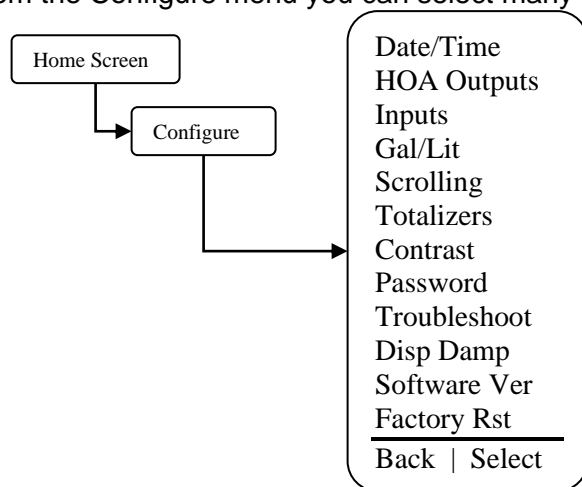 om the Configure menu you can select many
Home Screen
Configure
Date/Time
HOA Outputs
Inputs
Gal/Lit
Scrolling
Totalizers
Contrast
Password
Troubleshoot
Disp Damp
Software Ver
Factory Rst
Back | Select